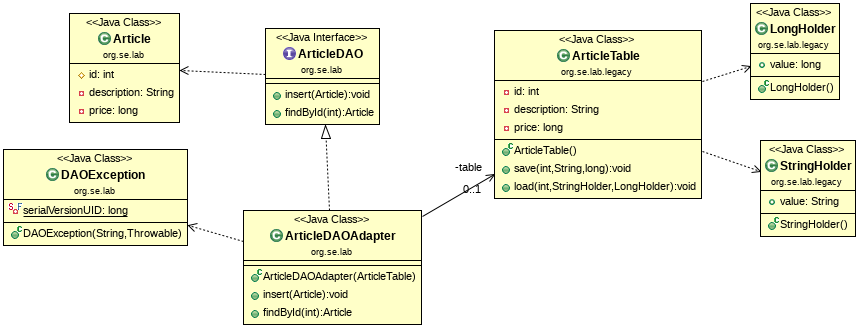 <<Java Class>>
Article
org.se.lab
id: int
description: String
price: long
<<Java Interface>>
ArticleDAO
org.se.lab
insert(Article):void
findById(int):Article
<<Java Class>>
ArticleTable
org.se.lab.legacy
id: int
description: String
price: long
ArticleTable()
save(int,String,long):void
load(int,StringHolder,LongHolder):void
<<Java Class>>
LongHolder
org.se.lab.legacy
value: long
LongHolder()
<<Java Class>>
StringHolder
org.se.lab.legacy
value: String
StringHolder()
<<Java Class>>
DAOException
org.se.lab
serialVersionUID: long
DAOException(String,Throwable)
-table
0..1
<<Java Class>>
ArticleDAOAdapter
org.se.lab
ArticleDAOAdapter(ArticleTable)
insert(Article):void
findById(int):Article